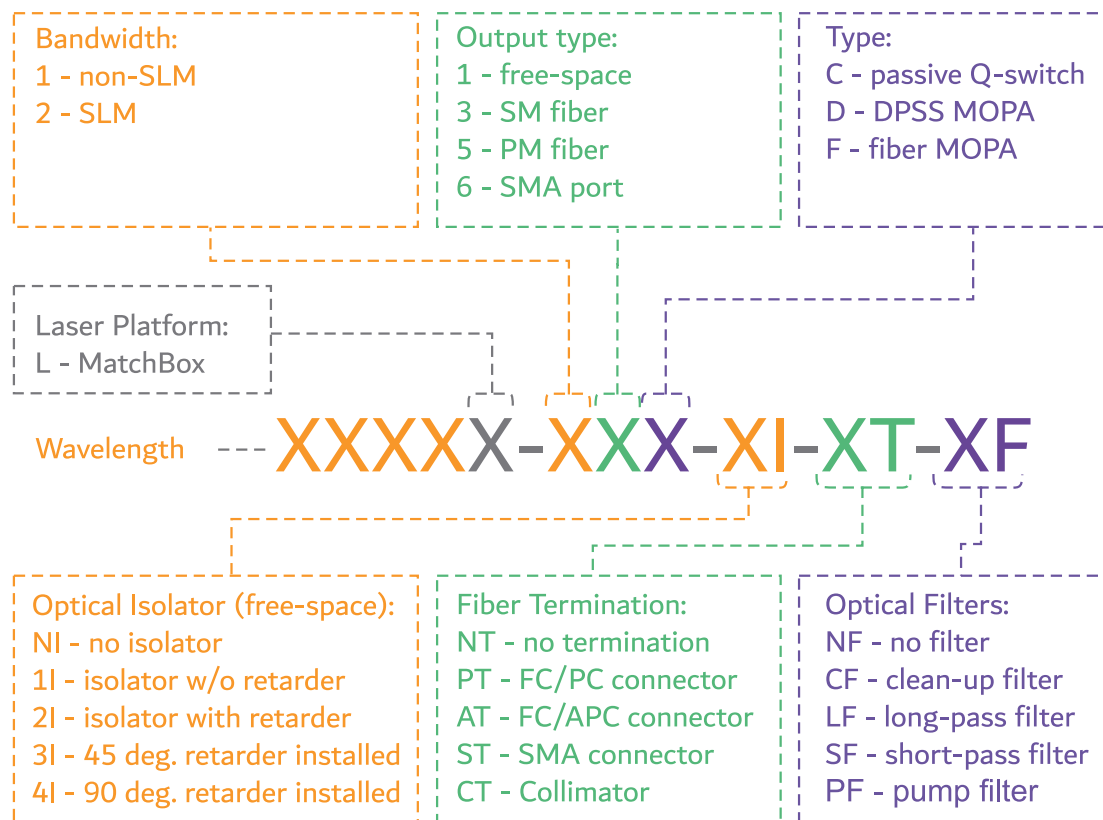 Bandwidth:
1 - non-SLM
2 - SLM
Output type:
1 - free-space
3 - SM fiber
5 - PM fiber
6 - SMA port
Type:
C - passive Q-switch
D - DPSS MOPA
F - fiber MOPA
Laser Platform:
L - MatchBox
Wavelength
XXXXX-XXX-XI-XT-XF
Optical Isolator (free-space):
NI - no isolator
1I - isolator w/o retarder
2I - isolator with retarder
3I - 45 deg. retarder installed
4I - 90 deg. retarder installed
Fiber Termination:
NT - no termination
PT - FC/PC connector
AT - FC/APC connector
ST - SMA connector
CT - Collimator
Optical Filters:
NF - no filter
CF - clean-up filter
LF - long-pass filter
SF - short-pass filter
PF - pump filter